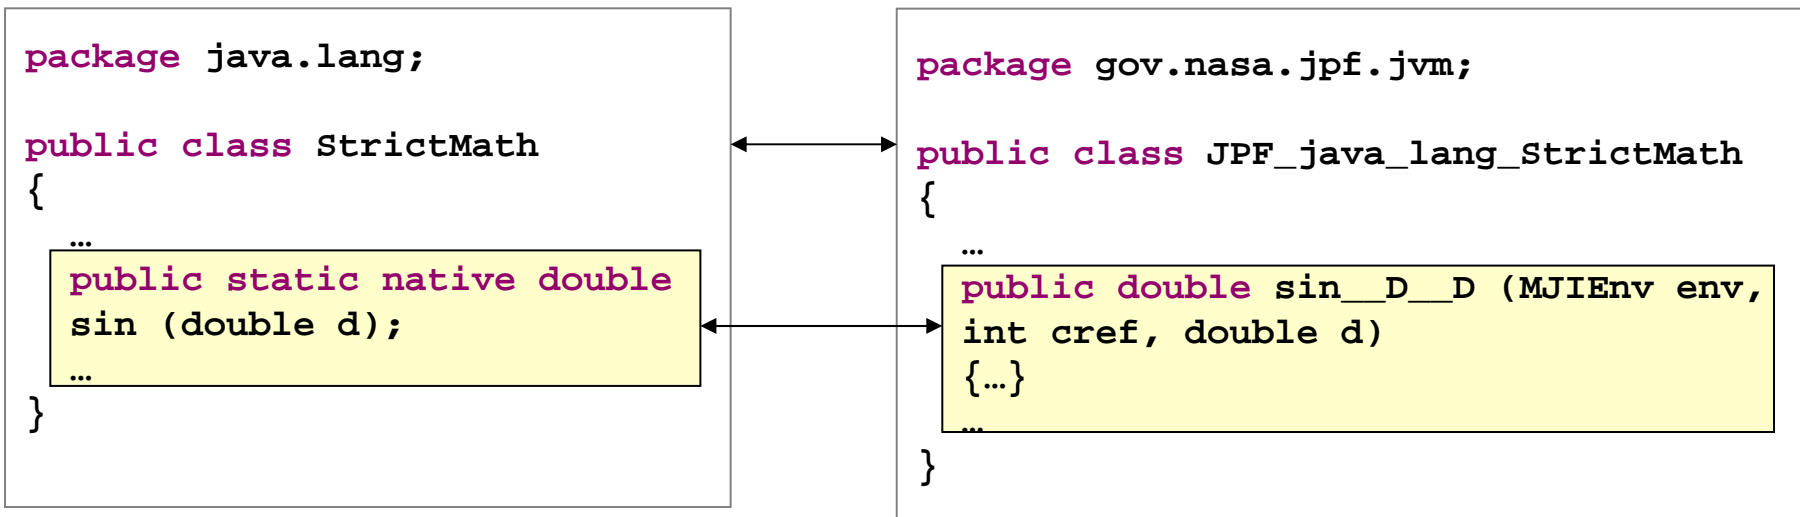 package java.lang;
public class StrictMath
{
…
public static native double
sin (double d);
…
}
package gov.nasa.jpf.jvm;
public class JPF_java_lang_StrictMath
{
…
public double sin__D__D (MJIEnv env,
int cref, double d)
{…}
…
}